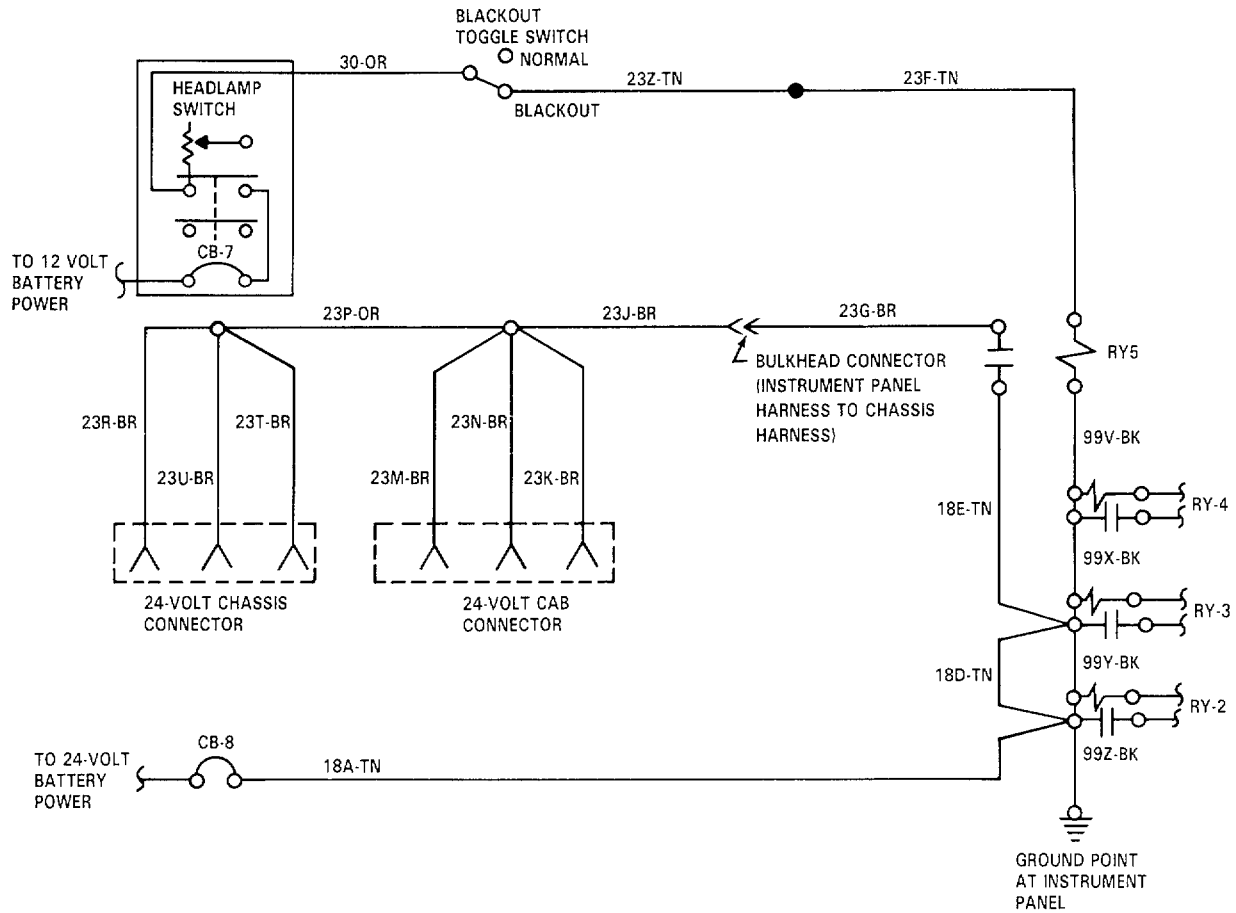 BLACKOUT
TOGGLE SWITCH
NORMAL
30-OR
23Z-TN
23F-TN
BLACKOUT
HEADLAMP
SWITCH
CB-7
TO 12 VOLT
BATTERY
POWER
23P-OR
23J-BR
23G-BR
BULKHEAD CONNECTOR
(INSTRUMENT PANEL
HARNESS TO CHASSIS
HARNESS)
RY5
23R-BR
23T-BR
23U-BR
23N-BR
23M-BR
23K-BR
99V-BK
18E-TN
RY-4
99X-BK
24-VOLT CHASSIS
CONNECTOR
24-VOLT CAB
CONNECTOR
RY-3
99Y-BK
18D-TN
RY-2
99Z-BK
TO 24-VOLT
BATTERY
POWER
CB-8
18A-TN
GROUND POINT
AT INSTRUMENT
PANEL